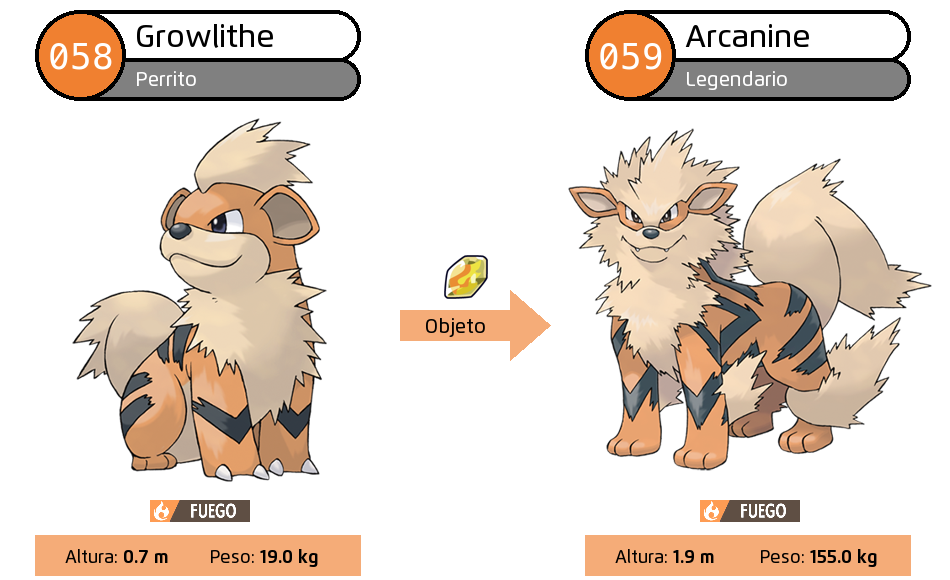 058
Growlithe
Perrito
059
Arcanine
Legendario
Objeto
FUEGO
FUEGO
Altura: 0.7 m Peso: 19.0 kg
Altura: 1.9 m Peso: 155.0 kg